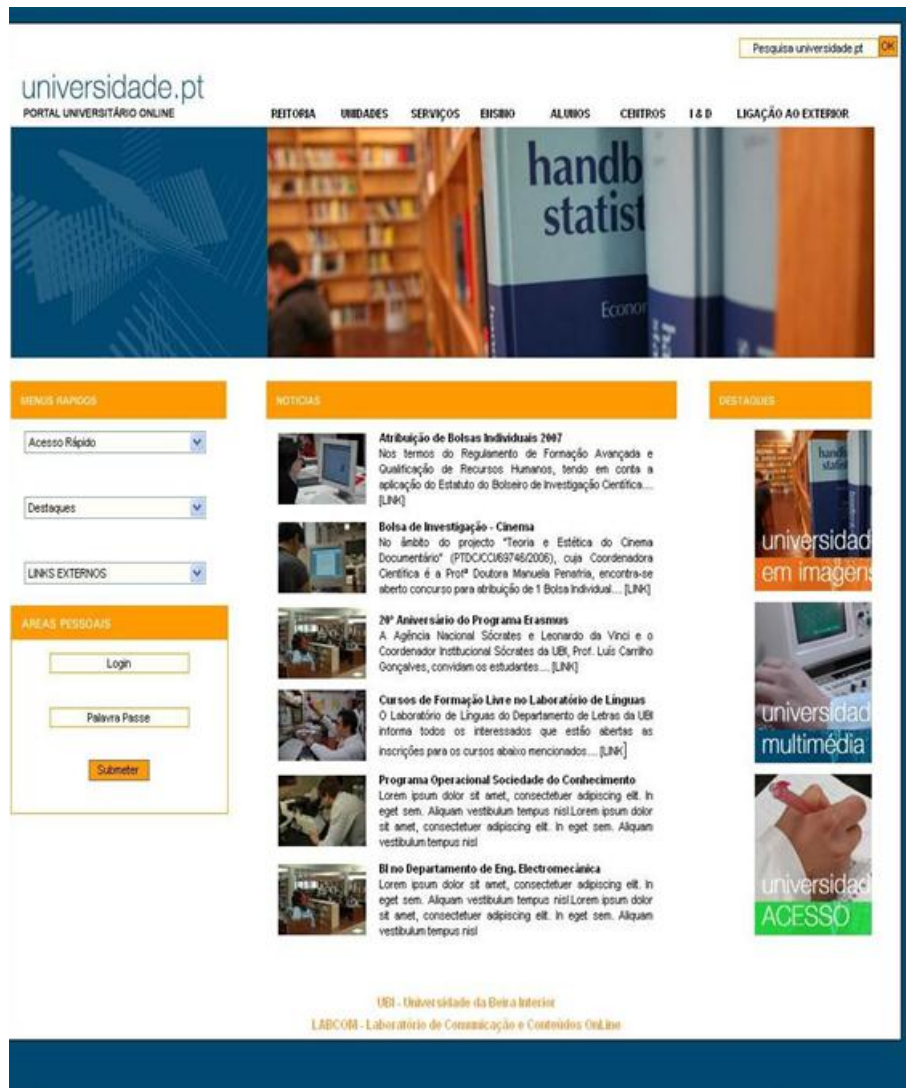 Pesquisa universidade.pt OK
universidade.pt
PORTAL UNIVERSITÁRIO ONLINE
REITORIA UNIDADES SERVIÇOS ENSINO ALUNOS CENTROS I & D LIGAÇÃO AO EXTERIOR
handb
statist
Econom
MENUS RAPIDOS
Acesso Rápido
Destaques
LINKS EXTERNOS
AREAS PESSOAIS
Login
Palavra Passe
Submeter
NOTICIAS
Atribuição de Bolsas Individuais 2007
Nos termos do Regulamento de Formação Avançada e
Qualificação de Recursos Humanos, tendo em conta a
aplicação do Estatuto do Bolseiro de Investigação Científica....
[LINK]
Bolsa de Investigação - Cinema
No âmbito do projecto "Teoria e Estética do Cinema
Documentário" (PTDC/CCI/69746/2006), cuja Coordenadora
Científica é a Profª Doutora Manuela Penafria, encontra-se
aberto concurso para atribuição de 1 Bolsa Individual.... [LINK]
20º Aniversário do Programa Erasmus
A Agência Nacional Sócrates e Leonardo da Vinci e o
Coordenador Institucional Sócrates da UBI, Prof. Luís Carrilho
Gonçalves, convidam os estudantes.... [LINK]
Cursos de Formação Livre no Laboratório de Línguas
O Laboratório de Línguas do Departamento de Letras da UBI
informa todos os interessados que estão abertas as
inscrições para os cursos abaixo mencionados.... [LINK]
Programa Operacional Sociedade do Conhecimento
Lorem ipsum dolor sit amet, consectetuer adipiscing elit. In
eget sem. Aliquam vestibulum tempus nisl.Lorem ipsum dolor
sit amet, consectetuer adipiscing elit. In eget sem. Aliquam
vestibulum tempus nisl
BI no Departamento de Eng. Electromecânica
Lorem ipsum dolor sit amet, consectetuer adipiscing elit. In
eget sem. Aliquam vestibulum tempus nisl.Lorem ipsum dolor
sit amet, consectetuer adipiscing elit. In eget sem. Aliquam
vestibulum tempus nisl
DESTAQUES
universidad
em imagens
universidad
multimédia
universidad
ACESSO
UBI - Universidade da Beira Interior
LABCOM - Laboratório de Comunicação e Conteúdos OnLine